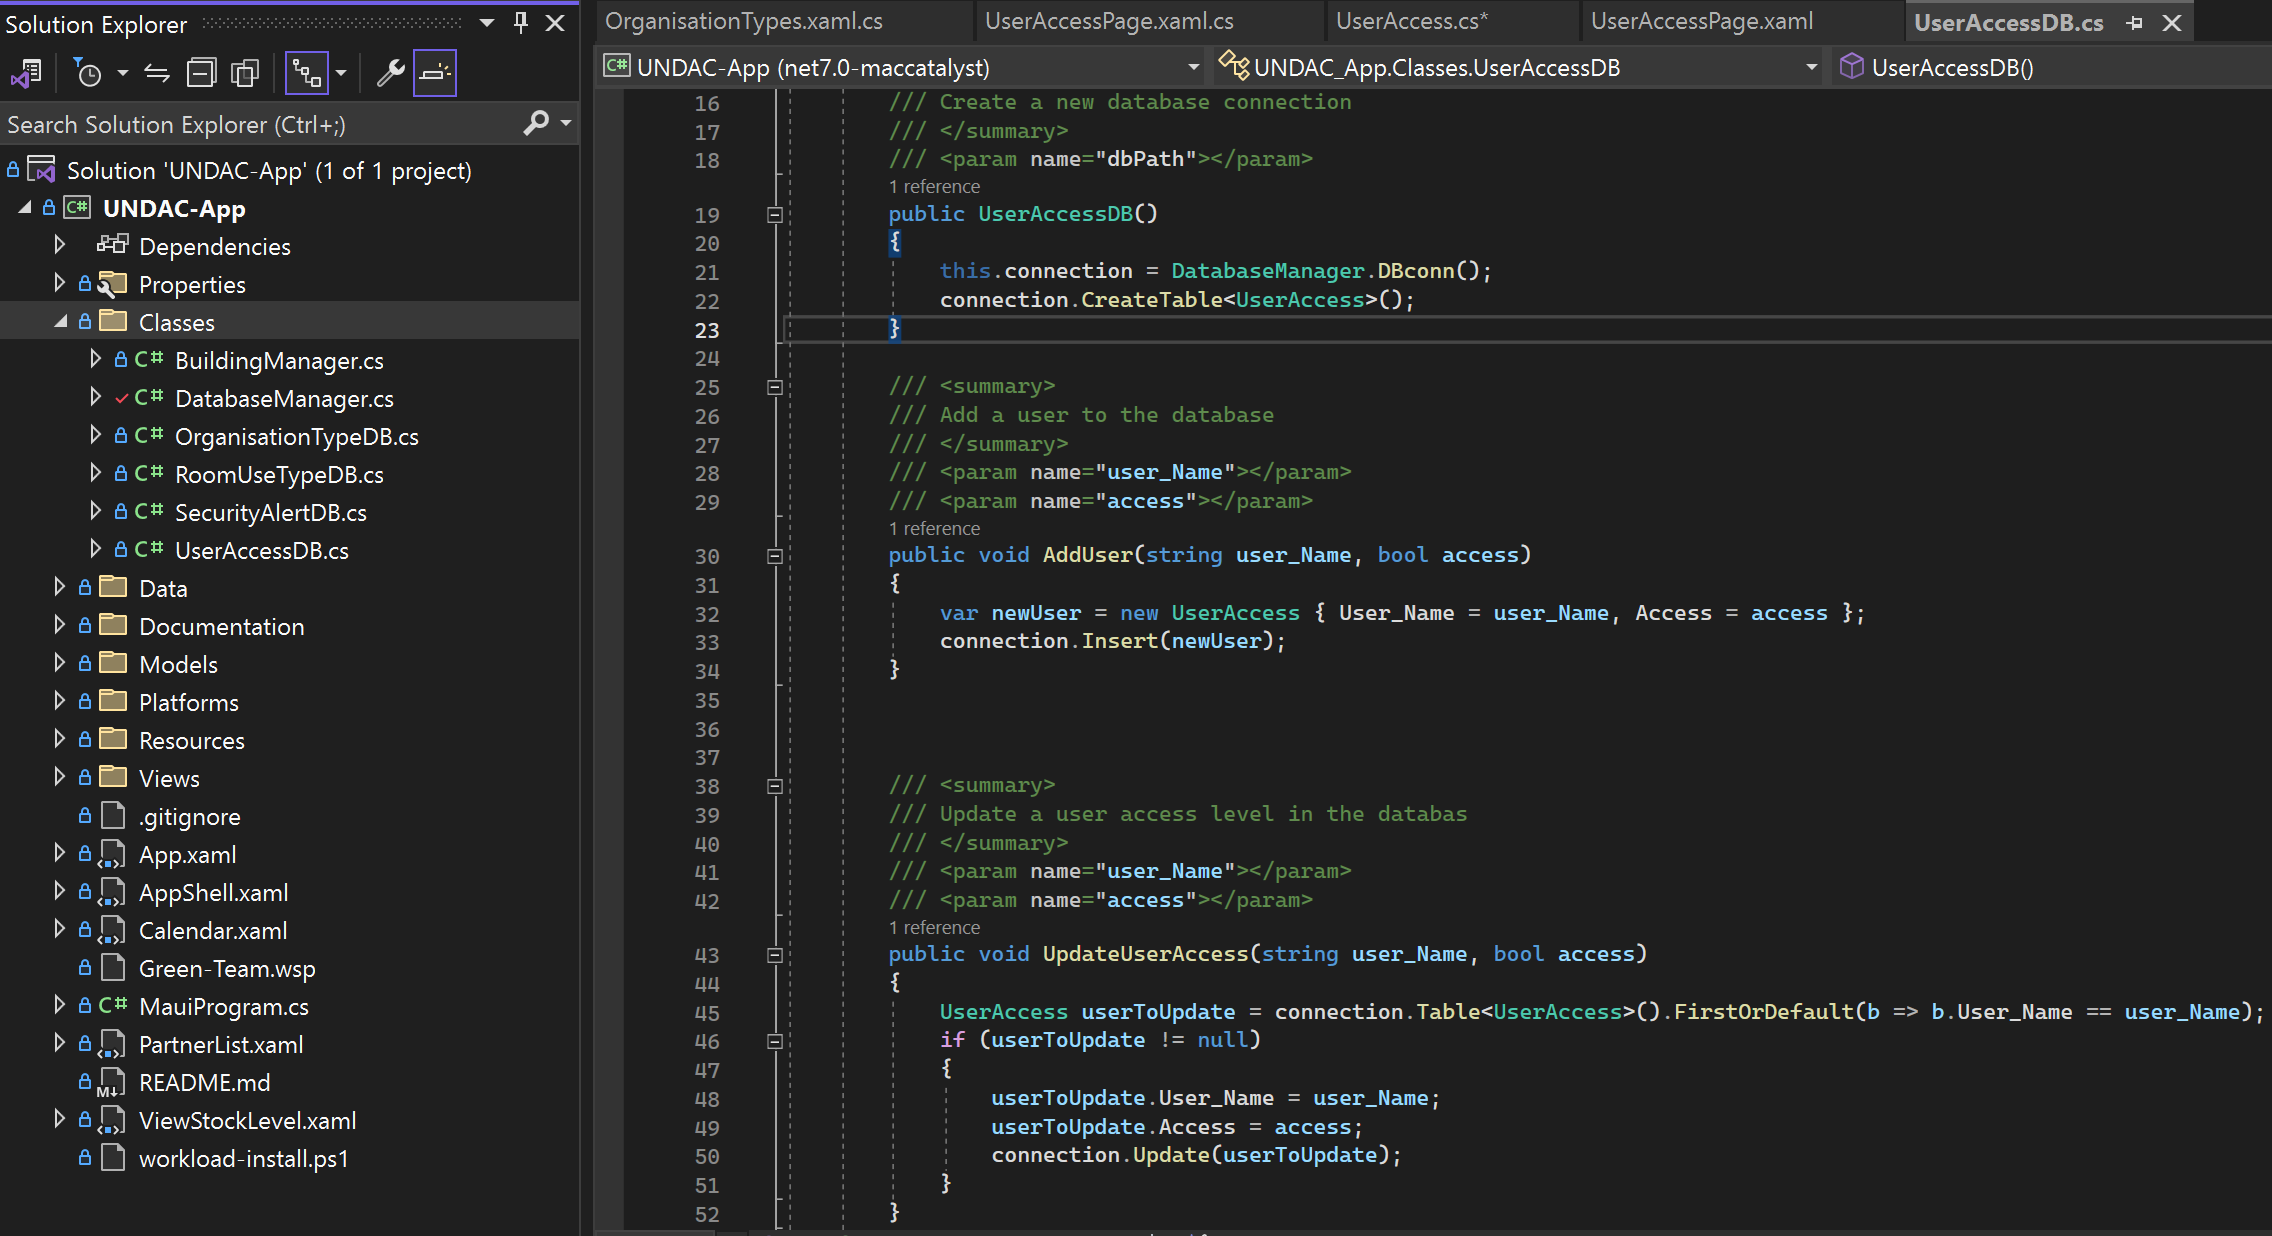 Solution Explorer
Search Solution Explorer (Ctrl+;)
Solution 'UNDAC-App' (1 of 1 project)
C# UNDAC-App
Dependencies
Properties
Classes
C# BuildingManager.cs
C# DatabaseManager.cs
C# OrganisationTypeDB.cs
C# RoomUseTypeDB.cs
C# SecurityAlertDB.cs
C# UserAccessDB.cs
Data
Documentation
Models
Platforms
Resources
Views
.gitignore
App.xaml
AppShell.xaml
Calendar.xaml
Green-Team.wsp
C# MauiProgram.cs
PartnerList.xaml
M↓ README.md
ViewStockLevel.xaml
workload-install.ps1
OrganisationTypes.xaml.cs UserAccessPage.xaml.cs UserAccess.cs* UserAccessPage.xaml UserAccessDB.cs
C# UNDAC-App (net7.0-maccatalyst) UNDAC_App.Classes.UserAccessDB UserAccessDB()
16 /// Create a new database connection
17 /// </summary>
18 /// <param name="dbPath"></param>
1 reference
19 public UserAccessDB()
20 {
21 this.connection = DatabaseManager.DBconn();
22 connection.CreateTable<UserAccess>();
23 }
24
25 /// <summary>
26 /// Add a user to the database
27 /// </summary>
28 /// <param name="user_Name"></param>
29 /// <param name="access"></param>
1 reference
30 public void AddUser(string user_Name, bool access)
31 {
32 var newUser = new UserAccess { User_Name = user_Name, Access = access };
33 connection.Insert(newUser);
34 }
35
36
37
38 /// <summary>
39 /// Update a user access level in the databas
40 /// </summary>
41 /// <param name="user_Name"></param>
42 /// <param name="access"></param>
1 reference
43 public void UpdateUserAccess(string user_Name, bool access)
44 {
45 UserAccess userToUpdate = connection.Table<UserAccess>().FirstOrDefault(b => b.User_Name == user_Name);
46 if (userToUpdate != null)
47 {
48 userToUpdate.User_Name = user_Name;
49 userToUpdate.Access = access;
50 connection.Update(userToUpdate);
51 }
52 }